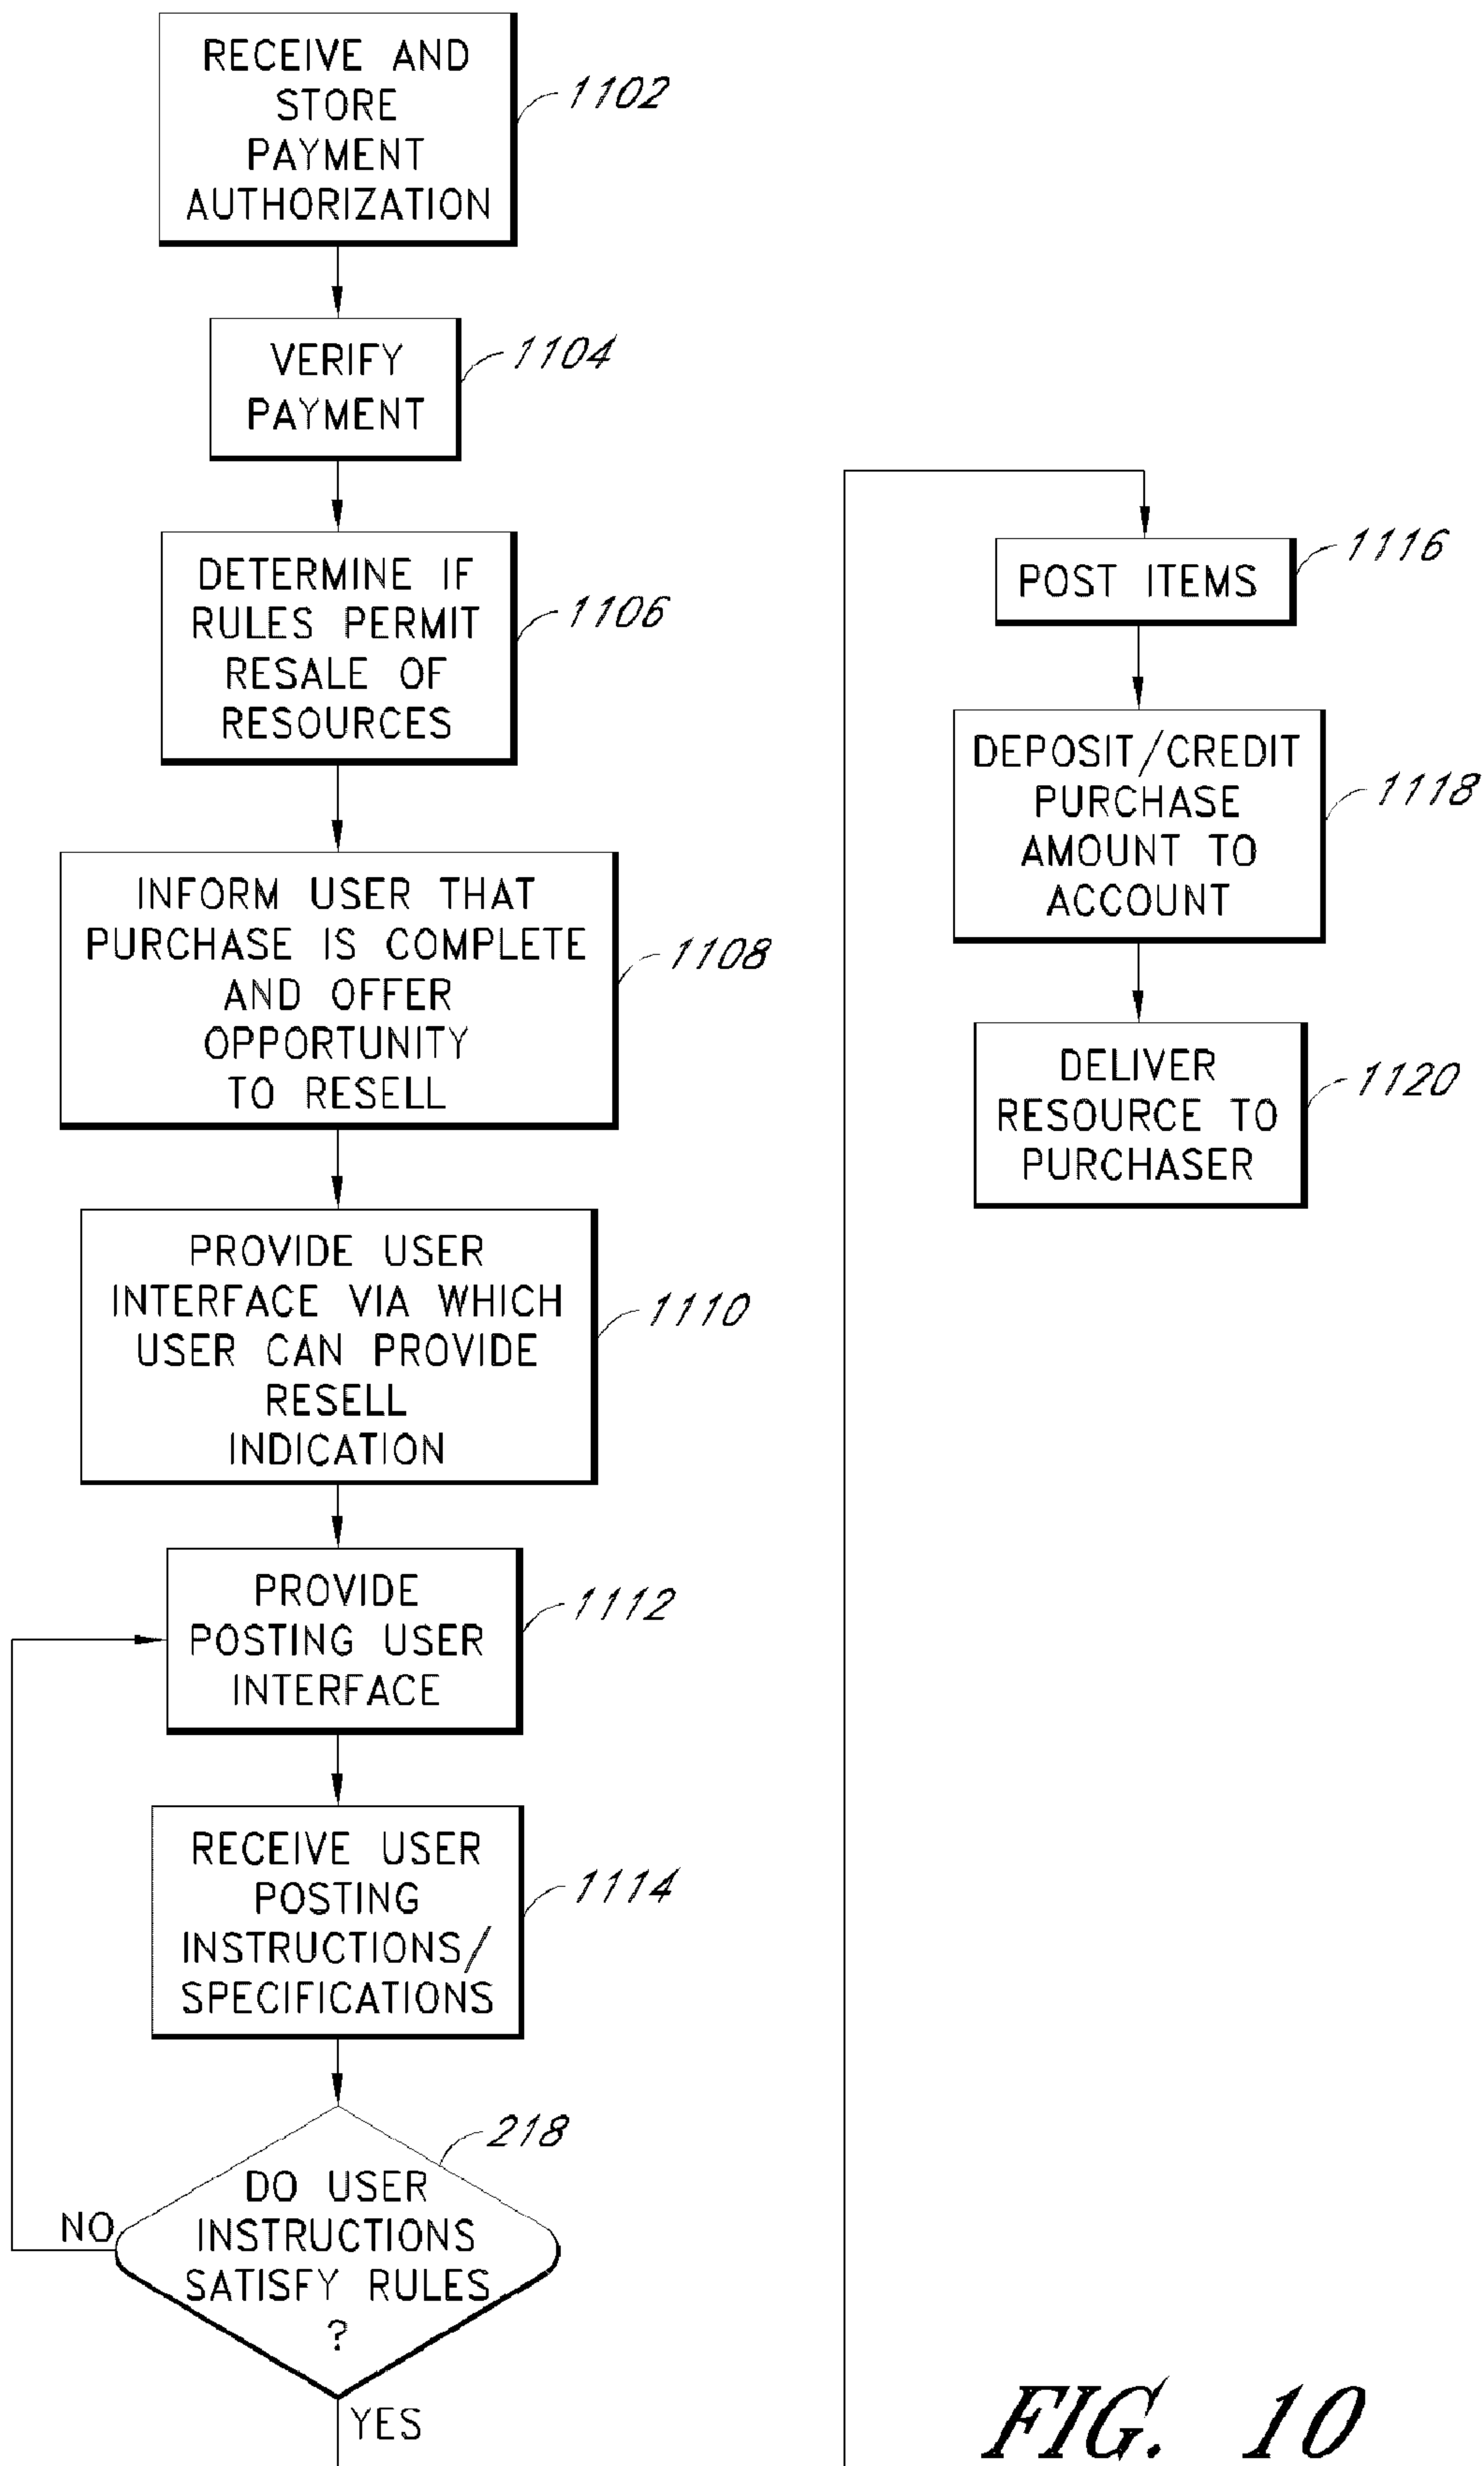 RECEIVE AND
STORE
PAYMENT
AUTHORIZATION
1102
VERIFY
PAYMENT
1104
DETERMINE IF
RULES PERMIT
RESALE OF
RESOURCES
1106
INFORM USER THAT
PURCHASE IS COMPLETE
AND OFFER
OPPORTUNITY
TO RESELL
1108
PROVIDE USER
INTERFACE VIA WHICH
USER CAN PROVIDE
RESELL
INDICATION
1110
PROVIDE
POSTING USER
INTERFACE
1112
RECEIVE USER
POSTING
INSTRUCTIONS/
SPECIFICATIONS
1114
218
DO USER
INSTRUCTIONS
SATISFY RULES
?
NO
YES
POST ITEMS
1116
DEPOSIT/CREDIT
PURCHASE
AMOUNT TO
ACCOUNT
1118
DELIVER
RESOURCE TO
PURCHASER
1120
FIG. 10